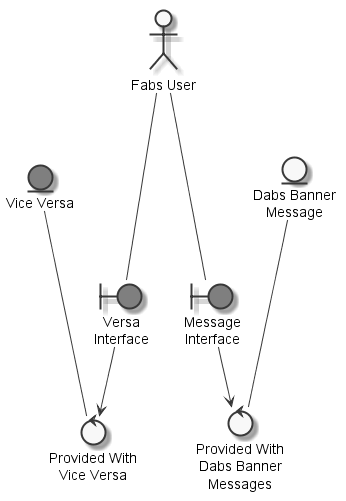 Fabs User
Vice Versa
Dabs Banner
Message
Versa
Interface
Message
Interface
Provided With
Vice Versa
Provided With
Dabs Banner
Messages